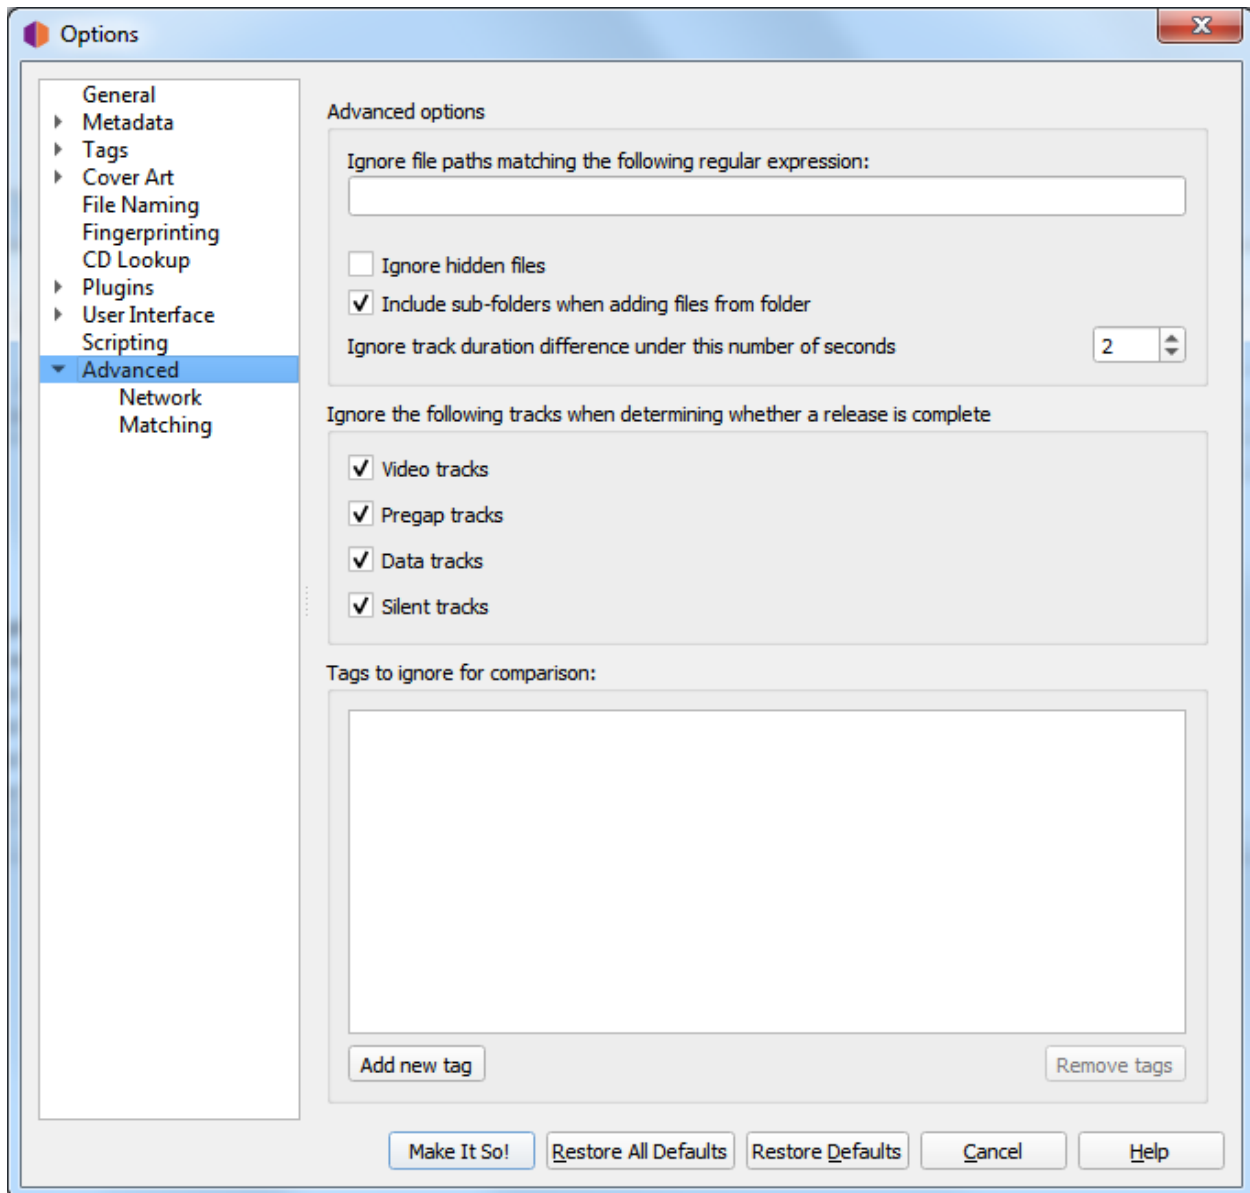 Options
General
Metadata
Tags
Cover Art
File Naming
Fingerprinting
CD Lookup
Plugins
User Interface
Scripting
Advanced
Network
Matching
Advanced options
Ignore file paths matching the following regular expression:
Ignore hidden files
Include sub-folders when adding files from folder
Ignore track duration difference under this number of seconds 2
Ignore the following tracks when determining whether a release is complete
Video tracks
Pregap tracks
Data tracks
Silent tracks
Tags to ignore for comparison:
Add new tag Remove tags
Make It So! Restore All Defaults Restore Defaults Cancel Help